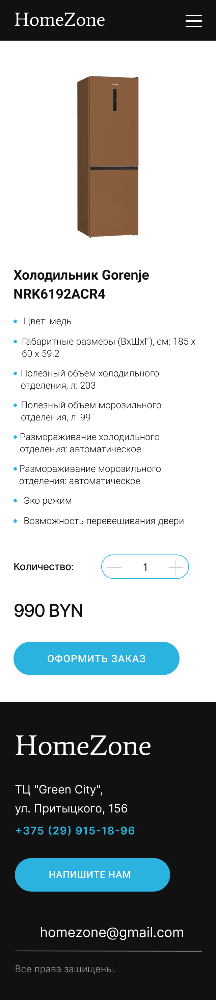 HomeZone
gorenje
Холодильник Gorenje
NRK6192ACR4
Цвет: медь
Габаритные размеры (ВхШхГ), см: 185 х
60 х 59.2
Полезный объем холодильного
отделения, л: 203
Полезный объем морозильного
отделения, л: 99
Размораживание холодильного
отделения: автоматическое
Размораживание морозильного
отделения: автоматическое
Эко режим
Возможность перевешивания двери
Количество:
1
990 BYN
ОФОРМИТЬ ЗАКАЗ
HomeZone
ТЦ "Green City",
ул. Притыцкого, 156
+375 (29) 915-18-96
НАПИШИТЕ НАМ
homezone@gmail.com
Все права защищены.